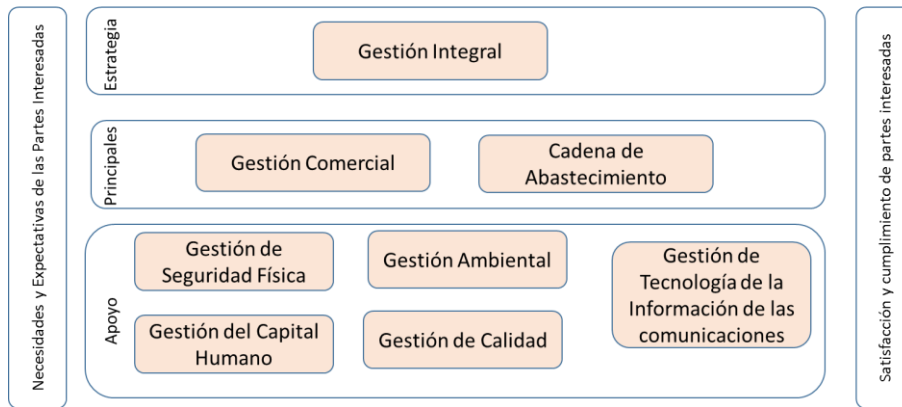 Necesidades y Expectativas de las Partes Interesadas
Estrategia
Gestión Integral
Principales
Gestión Comercial
Cadena de
Abastecimiento
Apoyo
Gestión de
Seguridad Física
Gestión Ambiental
Gestión de
Tecnología de la
Información de las
comunicaciones
Gestión del Capital
Humano
Gestión de Calidad
Satisfacción y cumplimiento de partes interesadas